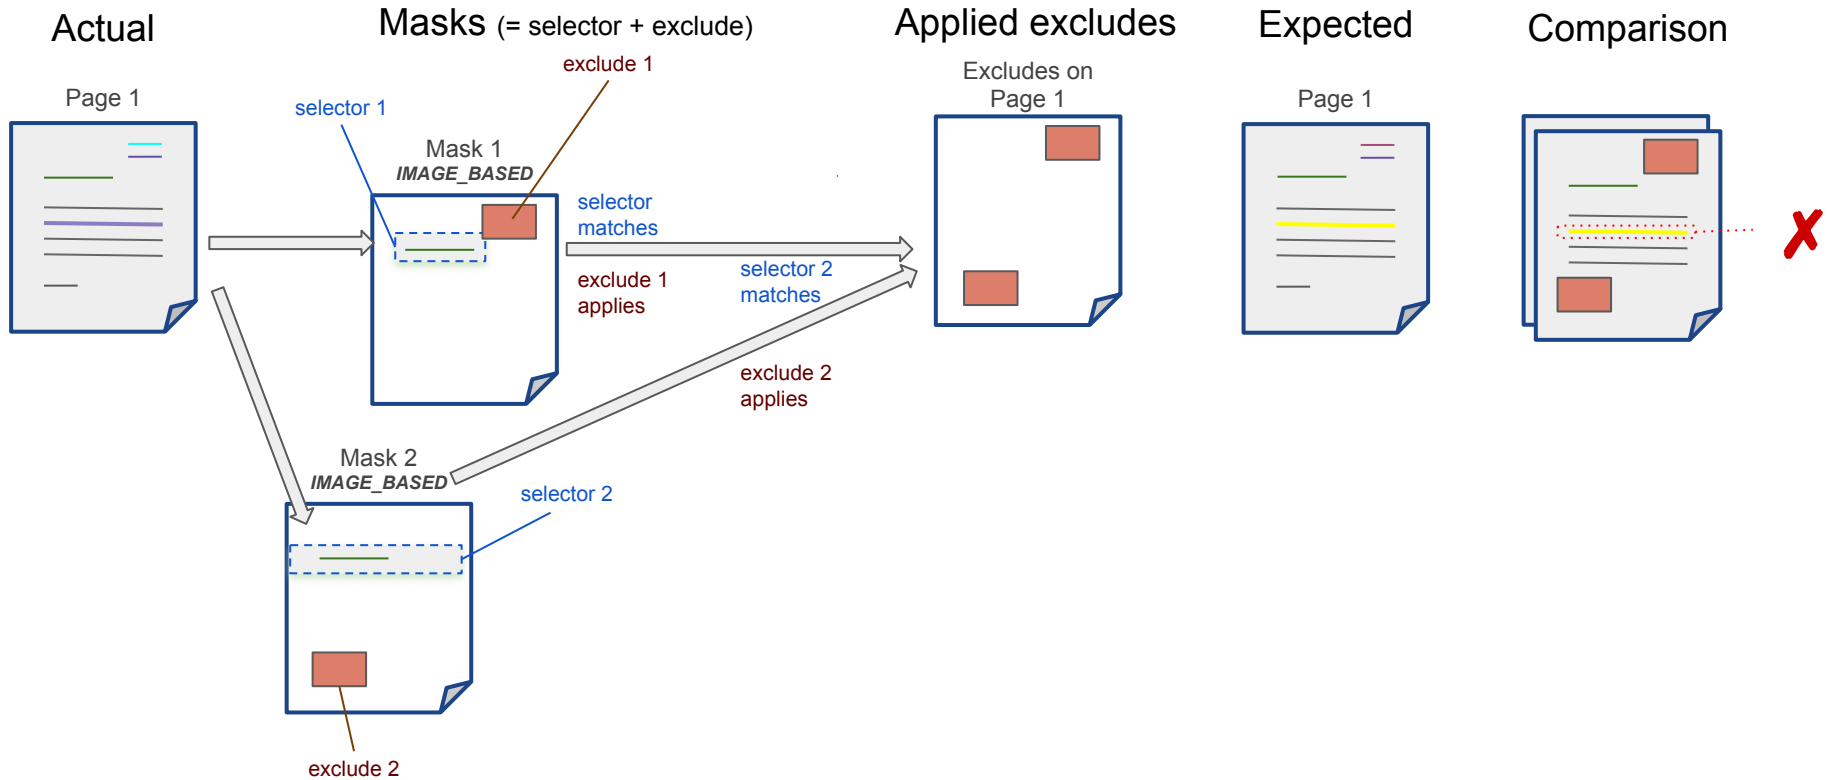 Actual
Masks (= selector + exclude)
Applied excludes
Expected
Comparison
Page 1
selector 1
exclude 1
Mask 1
IMAGE_BASED
selector
matches
exclude 1
applies
selector 2
matches
exclude 2
applies
Excludes on
Page 1
Page 1
✗
Mask 2
IMAGE_BASED
selector 2
exclude 2